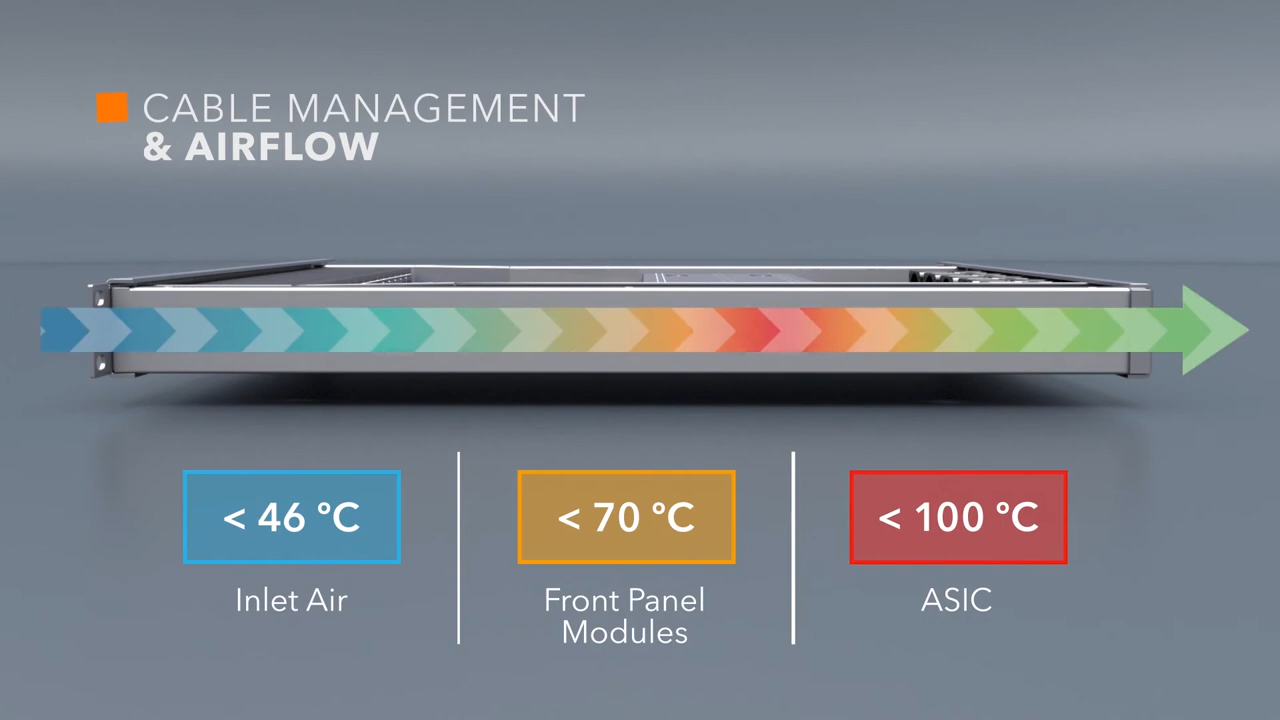 CABLE MANAGEMENT
& AIRFLOW
< 46 °C
Inlet Air
< 70 °C
Front Panel
Modules
< 100 °C
ASIC